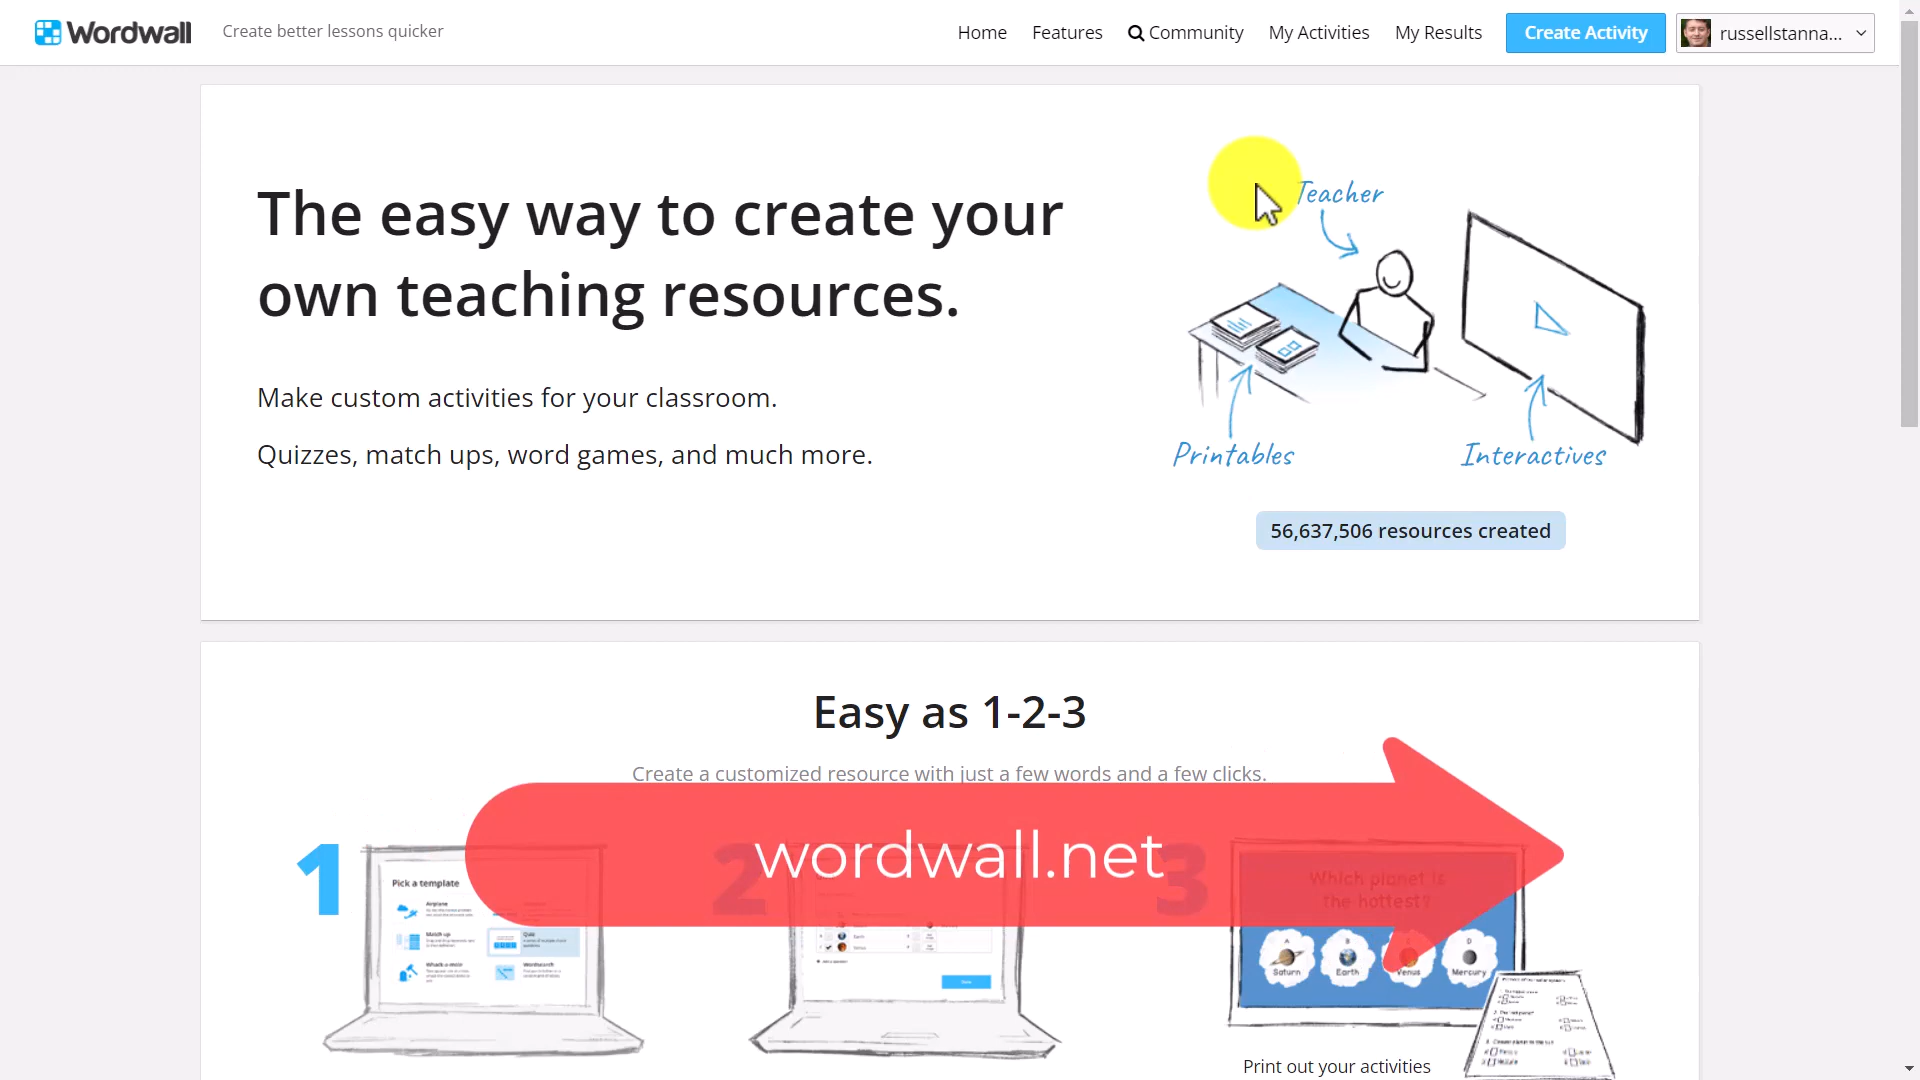 Wordwall
Create better lessons quicker
Home
Features
Community
My Activities
My Results
Create Activity
russellstanna...
The easy way to create your
own teaching resources.
Make custom activities for your classroom.
Quizzes, match ups, word games, and much more.
Teacher
Printables
Interactives
56,637,506 resources created
Easy as 1-2-3
Create a customized resource with just a few words and a few clicks.
wordwall.net
1
Pick a template
Airplane
Match up
Quiz
Whack-a-mole
Wordsearch
2
Earth
Venus
3
Which planet is
the hottest?
A
B
D
Saturn
Earth
Venus
Mercury
Print out your activities